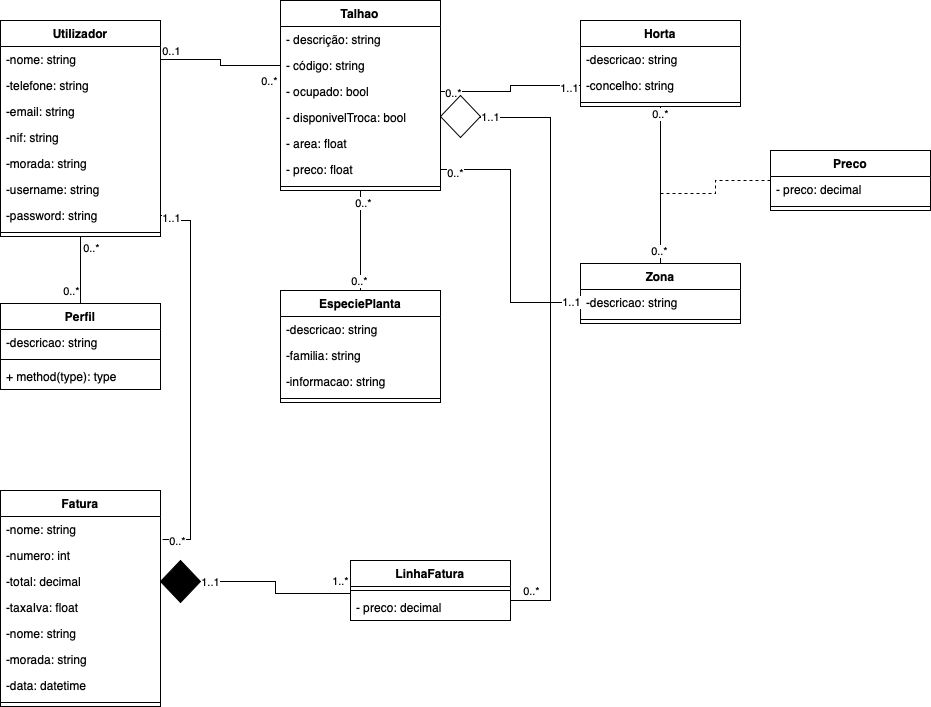 Utilizador
-nome: string
-telefone: string
-email: string
-nif: string
-morada: string
-username: string
-password: string
0..1
0..*
1..1
0..*
0..*
Perfil
-descricao: string
+ method(type): type
Talhao
- descrição: string
- código: string
- ocupado: bool
- disponivelTroca: bool
- area: float
- preco: float
0..*
1..1
1..1
0..*
0..*
0..*
EspeciePlanta
-descricao: string
-familia: string
-informacao: string
Horta
-descricao: string
-concelho: string
0..*
0..*
Preco
- preco: decimal
1..1
Zona
-descricao: string
Fatura
-nome: string
-numero: int
-total: decimal
-taxaIva: float
-nome: string
-morada: string
-data: datetime
0..*
1..1
1..*
LinhaFatura
- preco: decimal
0..*